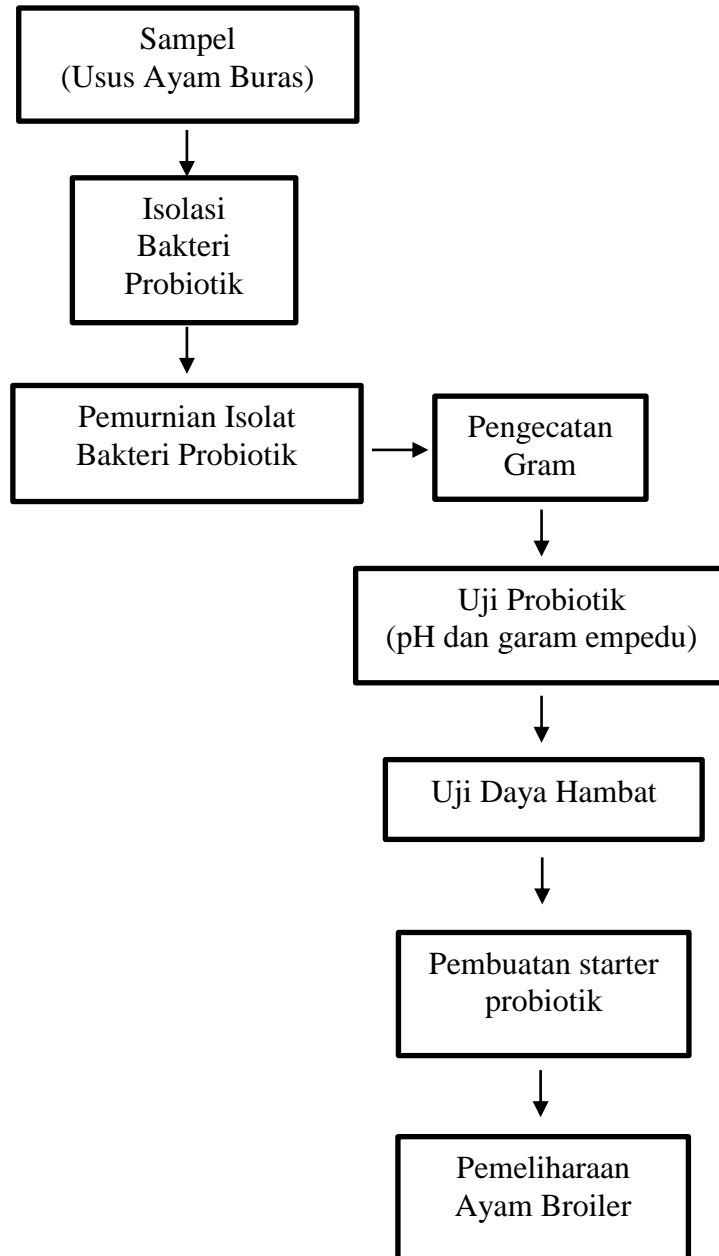 Sampel
(Usus Ayam Buras)
Isolasi
Bakteri
Probiotik
Pemurnian Isolat
Bakteri Probiotik
Pengecatan
Gram
Uji Probiotik
(pH dan garam empedu)
Uji Daya Hambat
Pembuatan starter
probiotik
Pemeliharaan
Ayam Broiler